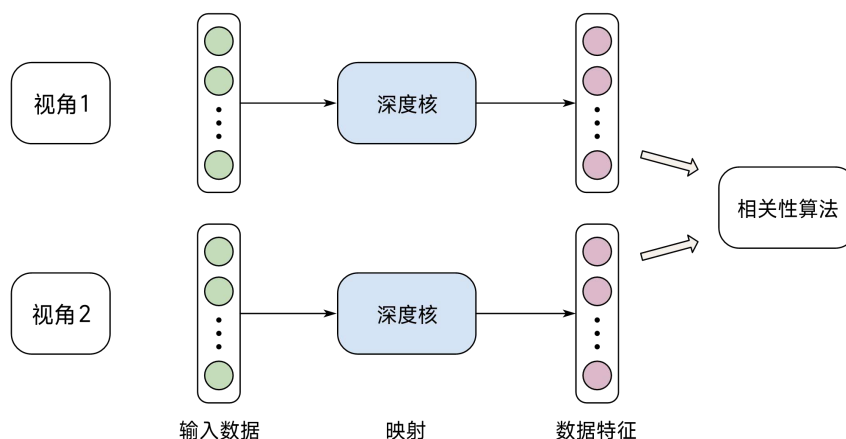 视角1
深度核
相关性算法
视角2
深度核
输入数据
映射
数据特征